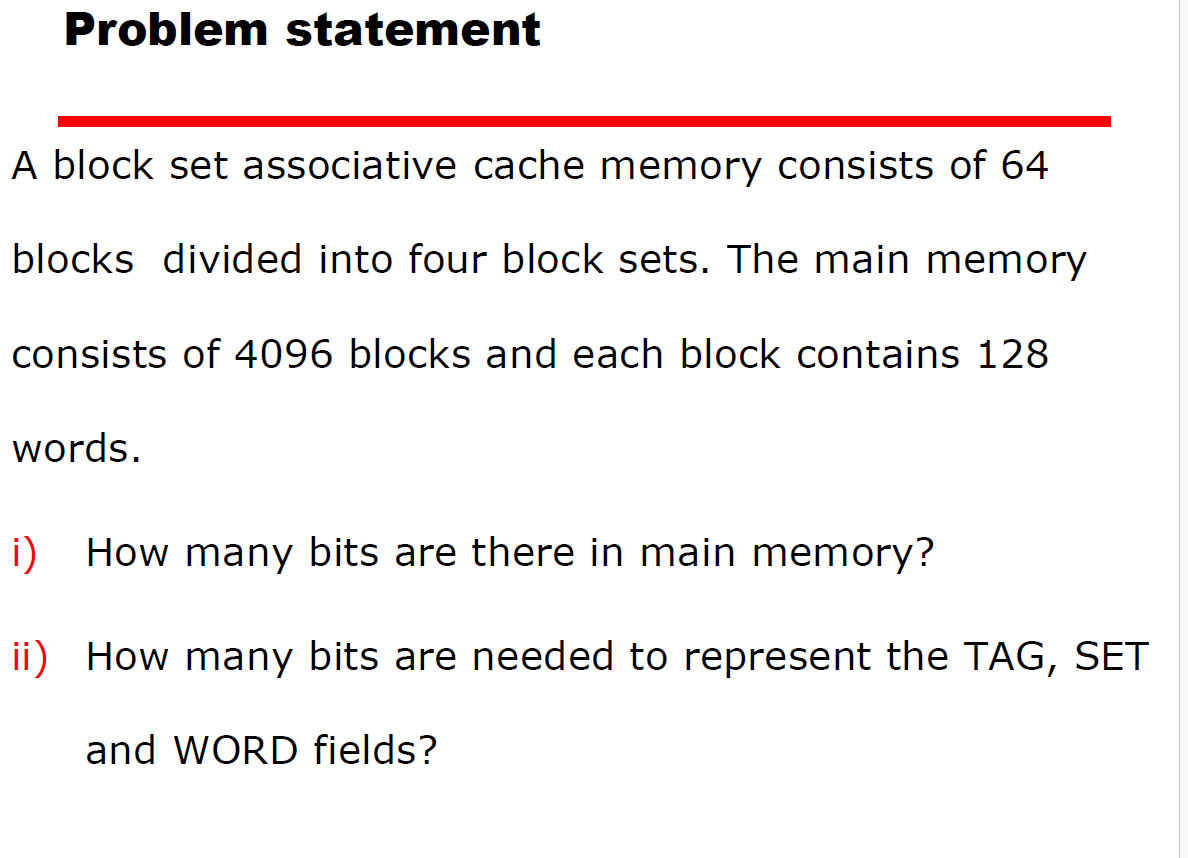 Problem statement
A block set associative cache memory consists of 64
blocks  divided into four block sets. The main memory
consists of 4096 blocks and each block contains 128
words.
i) How many bits are there in main memory?
ii) How many bits are needed to represent the TAG, SET
and WORD fields?